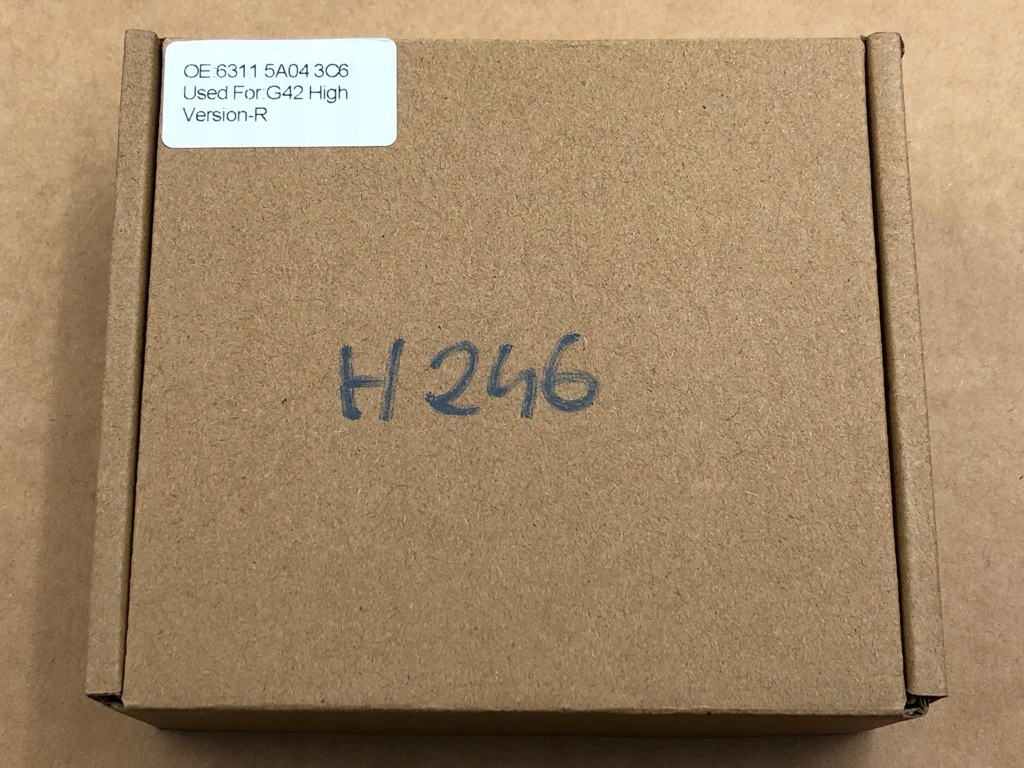 OE:6311 5A04 3C6
Used For:G42 High
Version-R
H246